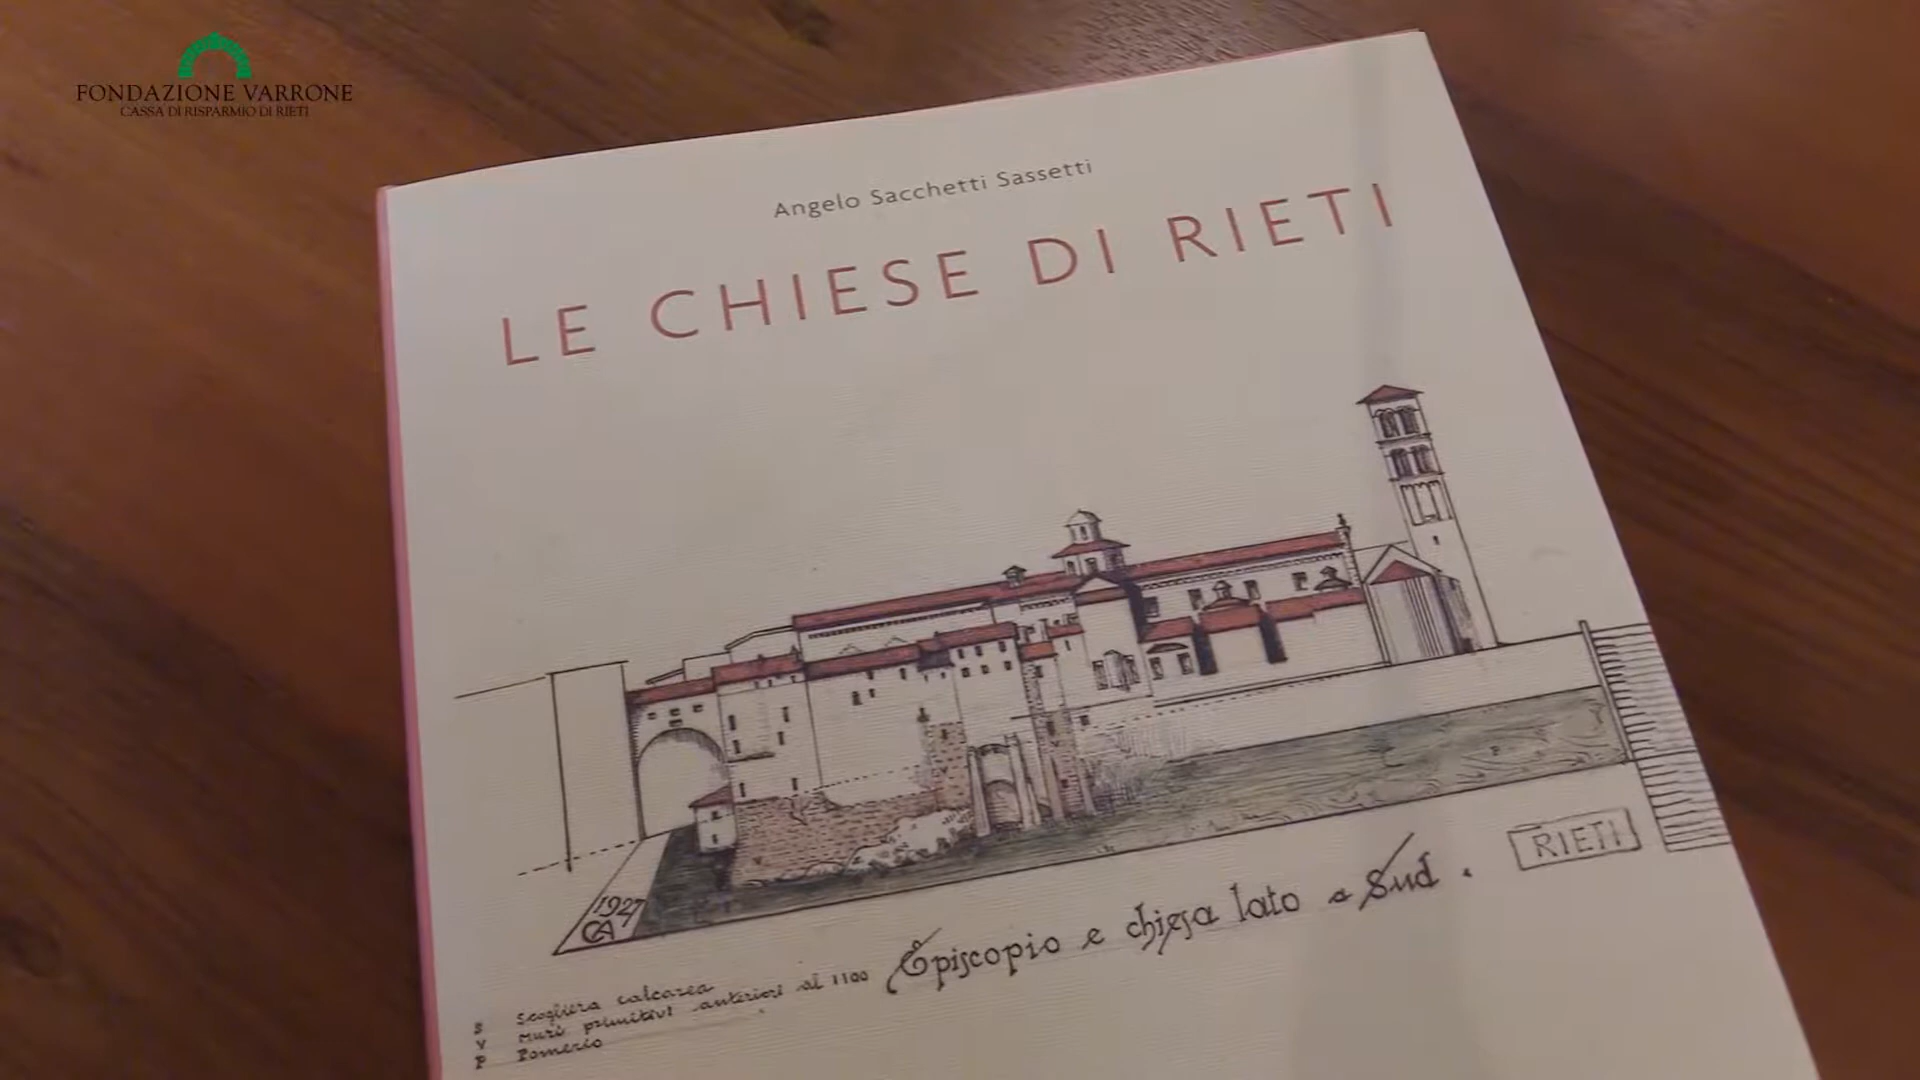 FONDAZIONE VARRONE
CASSA DI RISPARMIO DI RIETI
Angelo Sacchetti Sassetti
LE CHIESE DI RIETI
RIETI
1927
CA
Episcopio e chiesa lato a Sud.
S Scogliera calcarea
V Muri primitivi anteriori al 1100
P Pomerio